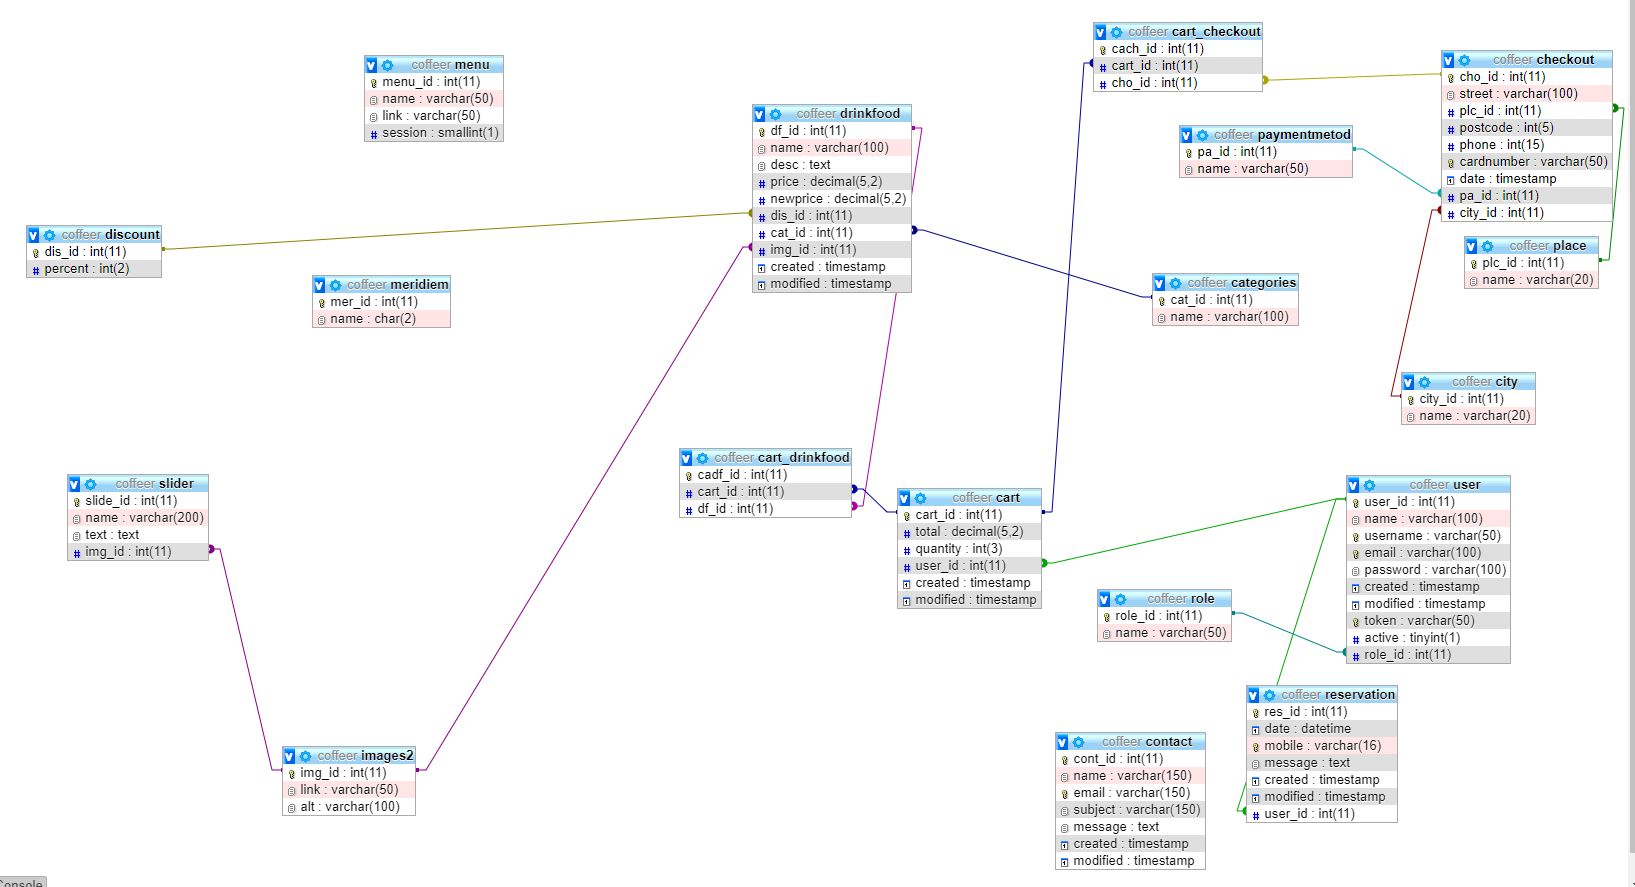 coffeer menu
menu_id : int(11)
name : varchar(50)
link : varchar(50)
session : smallint(1)
coffeer discount
dis_id : int(11)
percent : int(2)
coffeer meridiem
mer_id : int(11)
name : char(2)
coffeer drinkfood
df_id : int(11)
name : varchar(100)
desc : text
price : decimal(5,2)
newprice : decimal(5,2)
dis_id : int(11)
cat_id : int(11)
img_id : int(11)
created : timestamp
modified : timestamp
coffeer cart_checkout
cach_id : int(11)
cart_id : int(11)
cho_id : int(11)
coffeer checkout
cho_id : int(11)
street : varchar(100)
plc_id : int(11)
postcode : int(5)
phone : int(15)
cardnumber : varchar(50)
date : timestamp
pa_id : int(11)
city_id : int(11)
coffeer paymentmetod
pa_id : int(11)
name : varchar(50)
coffeer place
plc_id : int(11)
name : varchar(20)
coffeer categories
cat_id : int(11)
name : varchar(100)
coffeer city
city_id : int(11)
name : varchar(20)
coffeer slider
slide_id : int(11)
name : varchar(200)
text : text
img_id : int(11)
coffeer cart_drinkfood
cadf_id : int(11)
cart_id : int(11)
df_id : int(11)
coffeer cart
cart_id : int(11)
total : decimal(5,2)
quantity : int(3)
user_id : int(11)
created : timestamp
modified : timestamp
coffeer user
user_id : int(11)
name : varchar(100)
username : varchar(50)
email : varchar(100)
password : varchar(100)
created : timestamp
modified : timestamp
token : varchar(50)
active : tinyint(1)
role_id : int(11)
coffeer role
role_id : int(11)
name : varchar(50)
coffeer images2
img_id : int(11)
link : varchar(50)
alt : varchar(100)
coffeer contact
cont_id : int(11)
name : varchar(150)
email : varchar(150)
subject : varchar(150)
message : text
created : timestamp
modified : timestamp
coffeer reservation
res_id : int(11)
date : datetime
mobile : varchar(16)
message : text
created : timestamp
modified : timestamp
user_id : int(11)
Console